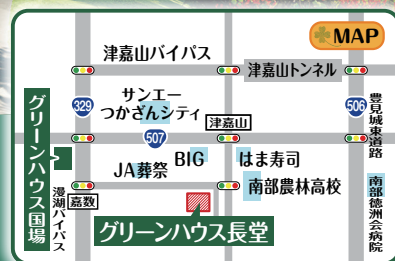 MAP
津嘉山バイパス
津嘉山トンネル
サンエー
つかざんシティ
329
506
507
津嘉山
グリーンハウス国場
豊見城東道路
BIG
はま寿司
JA葬祭
南部農林高校
南部徳洲会病院
漫湖バイパス
嘉数
グリーンハウス長堂